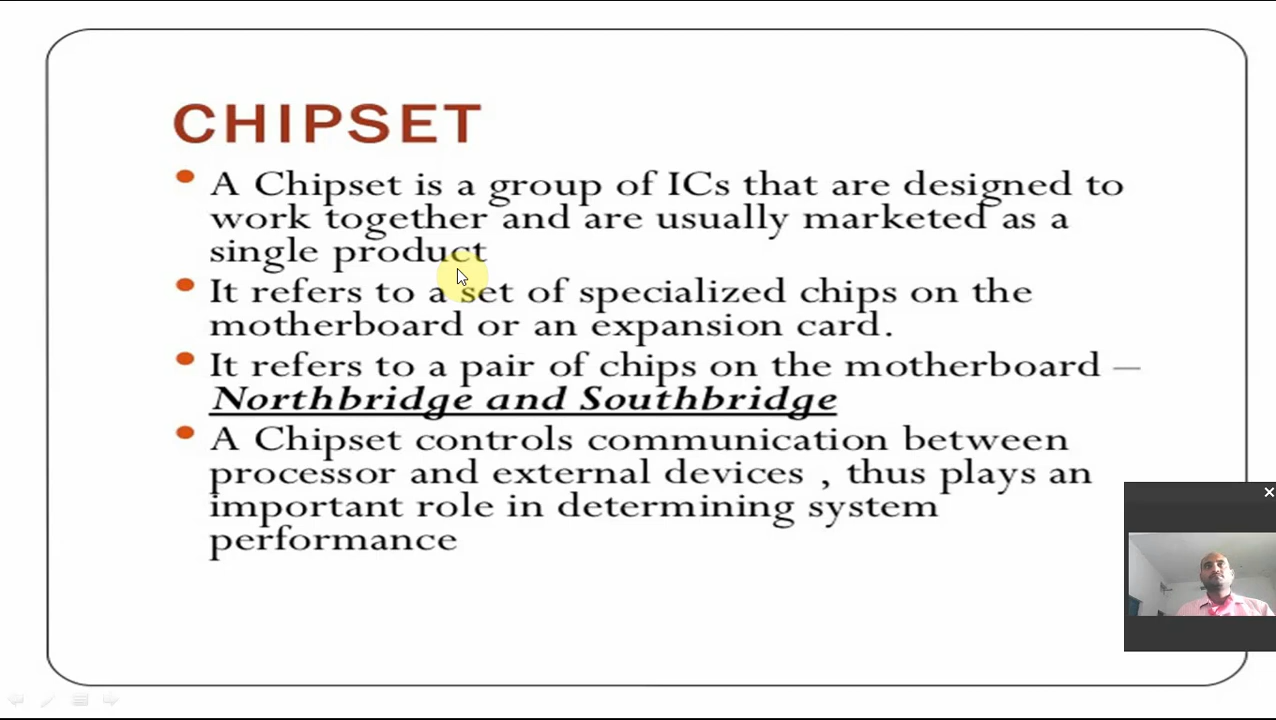 CHIPSET
A Chipset is a group of ICs that are designed to
work together and are usually marketed as a
single product
It refers to a set of specialized chips on the
motherboard or an expansion card.
It refers to a pair of chips on the motherboard –
Northbridge and Southbridge
A Chipset controls communication between
processor and external devices , thus plays an
important role in determining system
performance